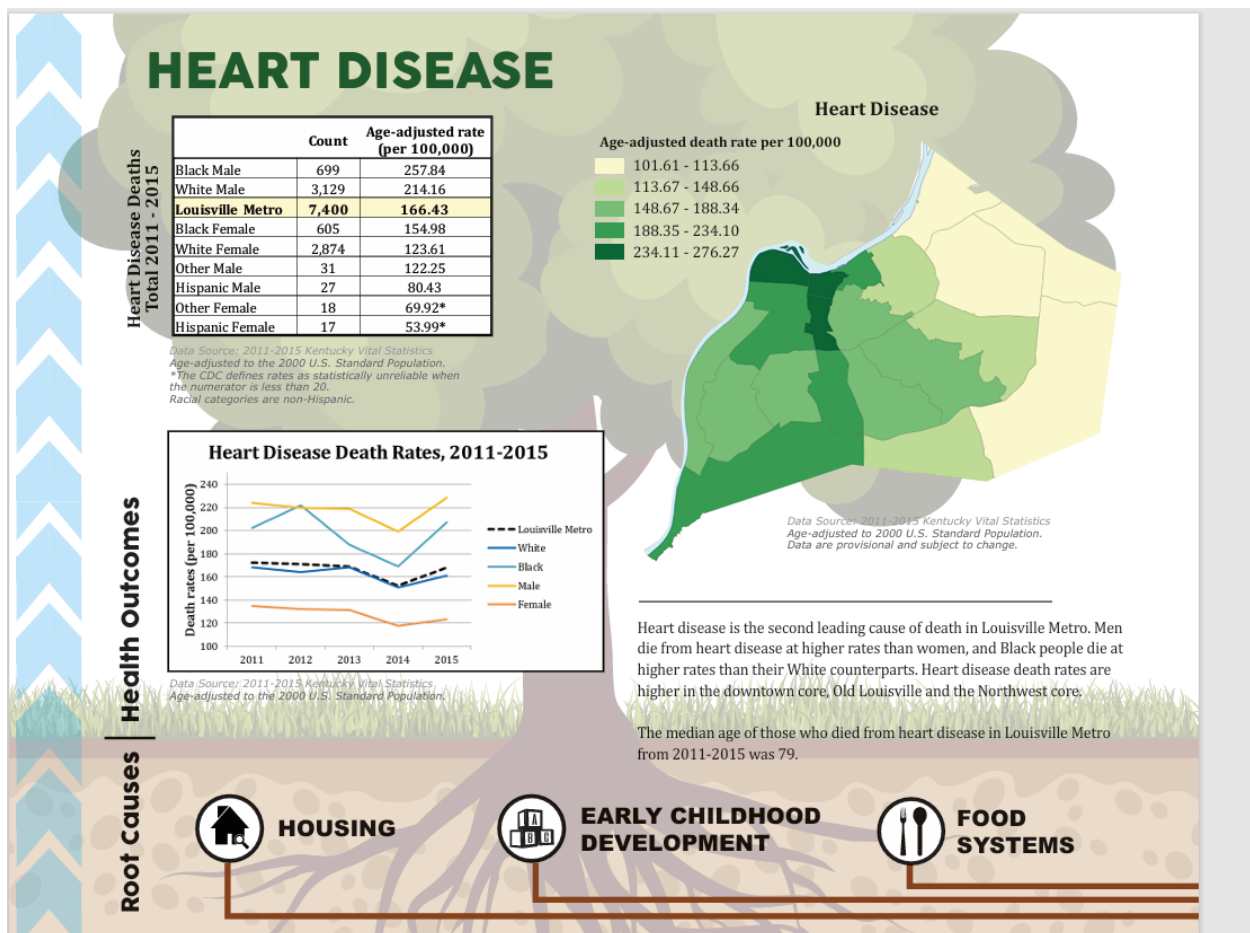 HEART DISEASE
Heart Disease Deaths
Total 2011 - 2015
Count Age-adjusted rate (per 100,000)
Black Male 699 257.84
White Male 3,129 214.16
Louisville Metro 7,400 166.43
Black Female 605 154.98
White Female 2,874 123.61
Other Male 31 122.25
Hispanic Male 27 80.43
Other Female 18 69.92*
Hispanic Female 17 53.99*
Data Source: 2011-2015 Kentucky Vital Statistics
Age-adjusted to the 2000 U.S. Standard Population.
*The CDC defines rates as statistically unreliable when
the numerator is less than 20.
Racial categories are non-Hispanic.
Heart Disease
Age-adjusted death rate per 100,000
101.61 - 113.66
113.67 - 148.66
148.67 - 188.34
188.35 - 234.10
234.11 - 276.27
Data Source: 2011-2015 Kentucky Vital Statistics
Age-adjusted to 2000 U.S. Standard Population.
Data are provisional and subject to change.
Heart Disease Death Rates, 2011-2015
Death rates (per 100,000)
240
220
200
180
160
140
120
100
2011 2012 2013 2014 2015
Louisville Metro
White
Black
Male
Female
Data Source: 2011-2015 Kentucky Vital Statistics
Age-adjusted to the 2000 U.S. Standard Population.
Heart disease is the second leading cause of death in Louisville Metro. Men
die from heart disease at higher rates than women, and Black people die at
higher rates than their White counterparts. Heart disease death rates are
higher in the downtown core, Old Louisville and the Northwest core.
The median age of those who died from heart disease in Louisville Metro
from 2011-2015 was 79.
Health Outcomes
Root Causes
HOUSING
A
B C
EARLY CHILDHOOD
DEVELOPMENT
FOOD
SYSTEMS